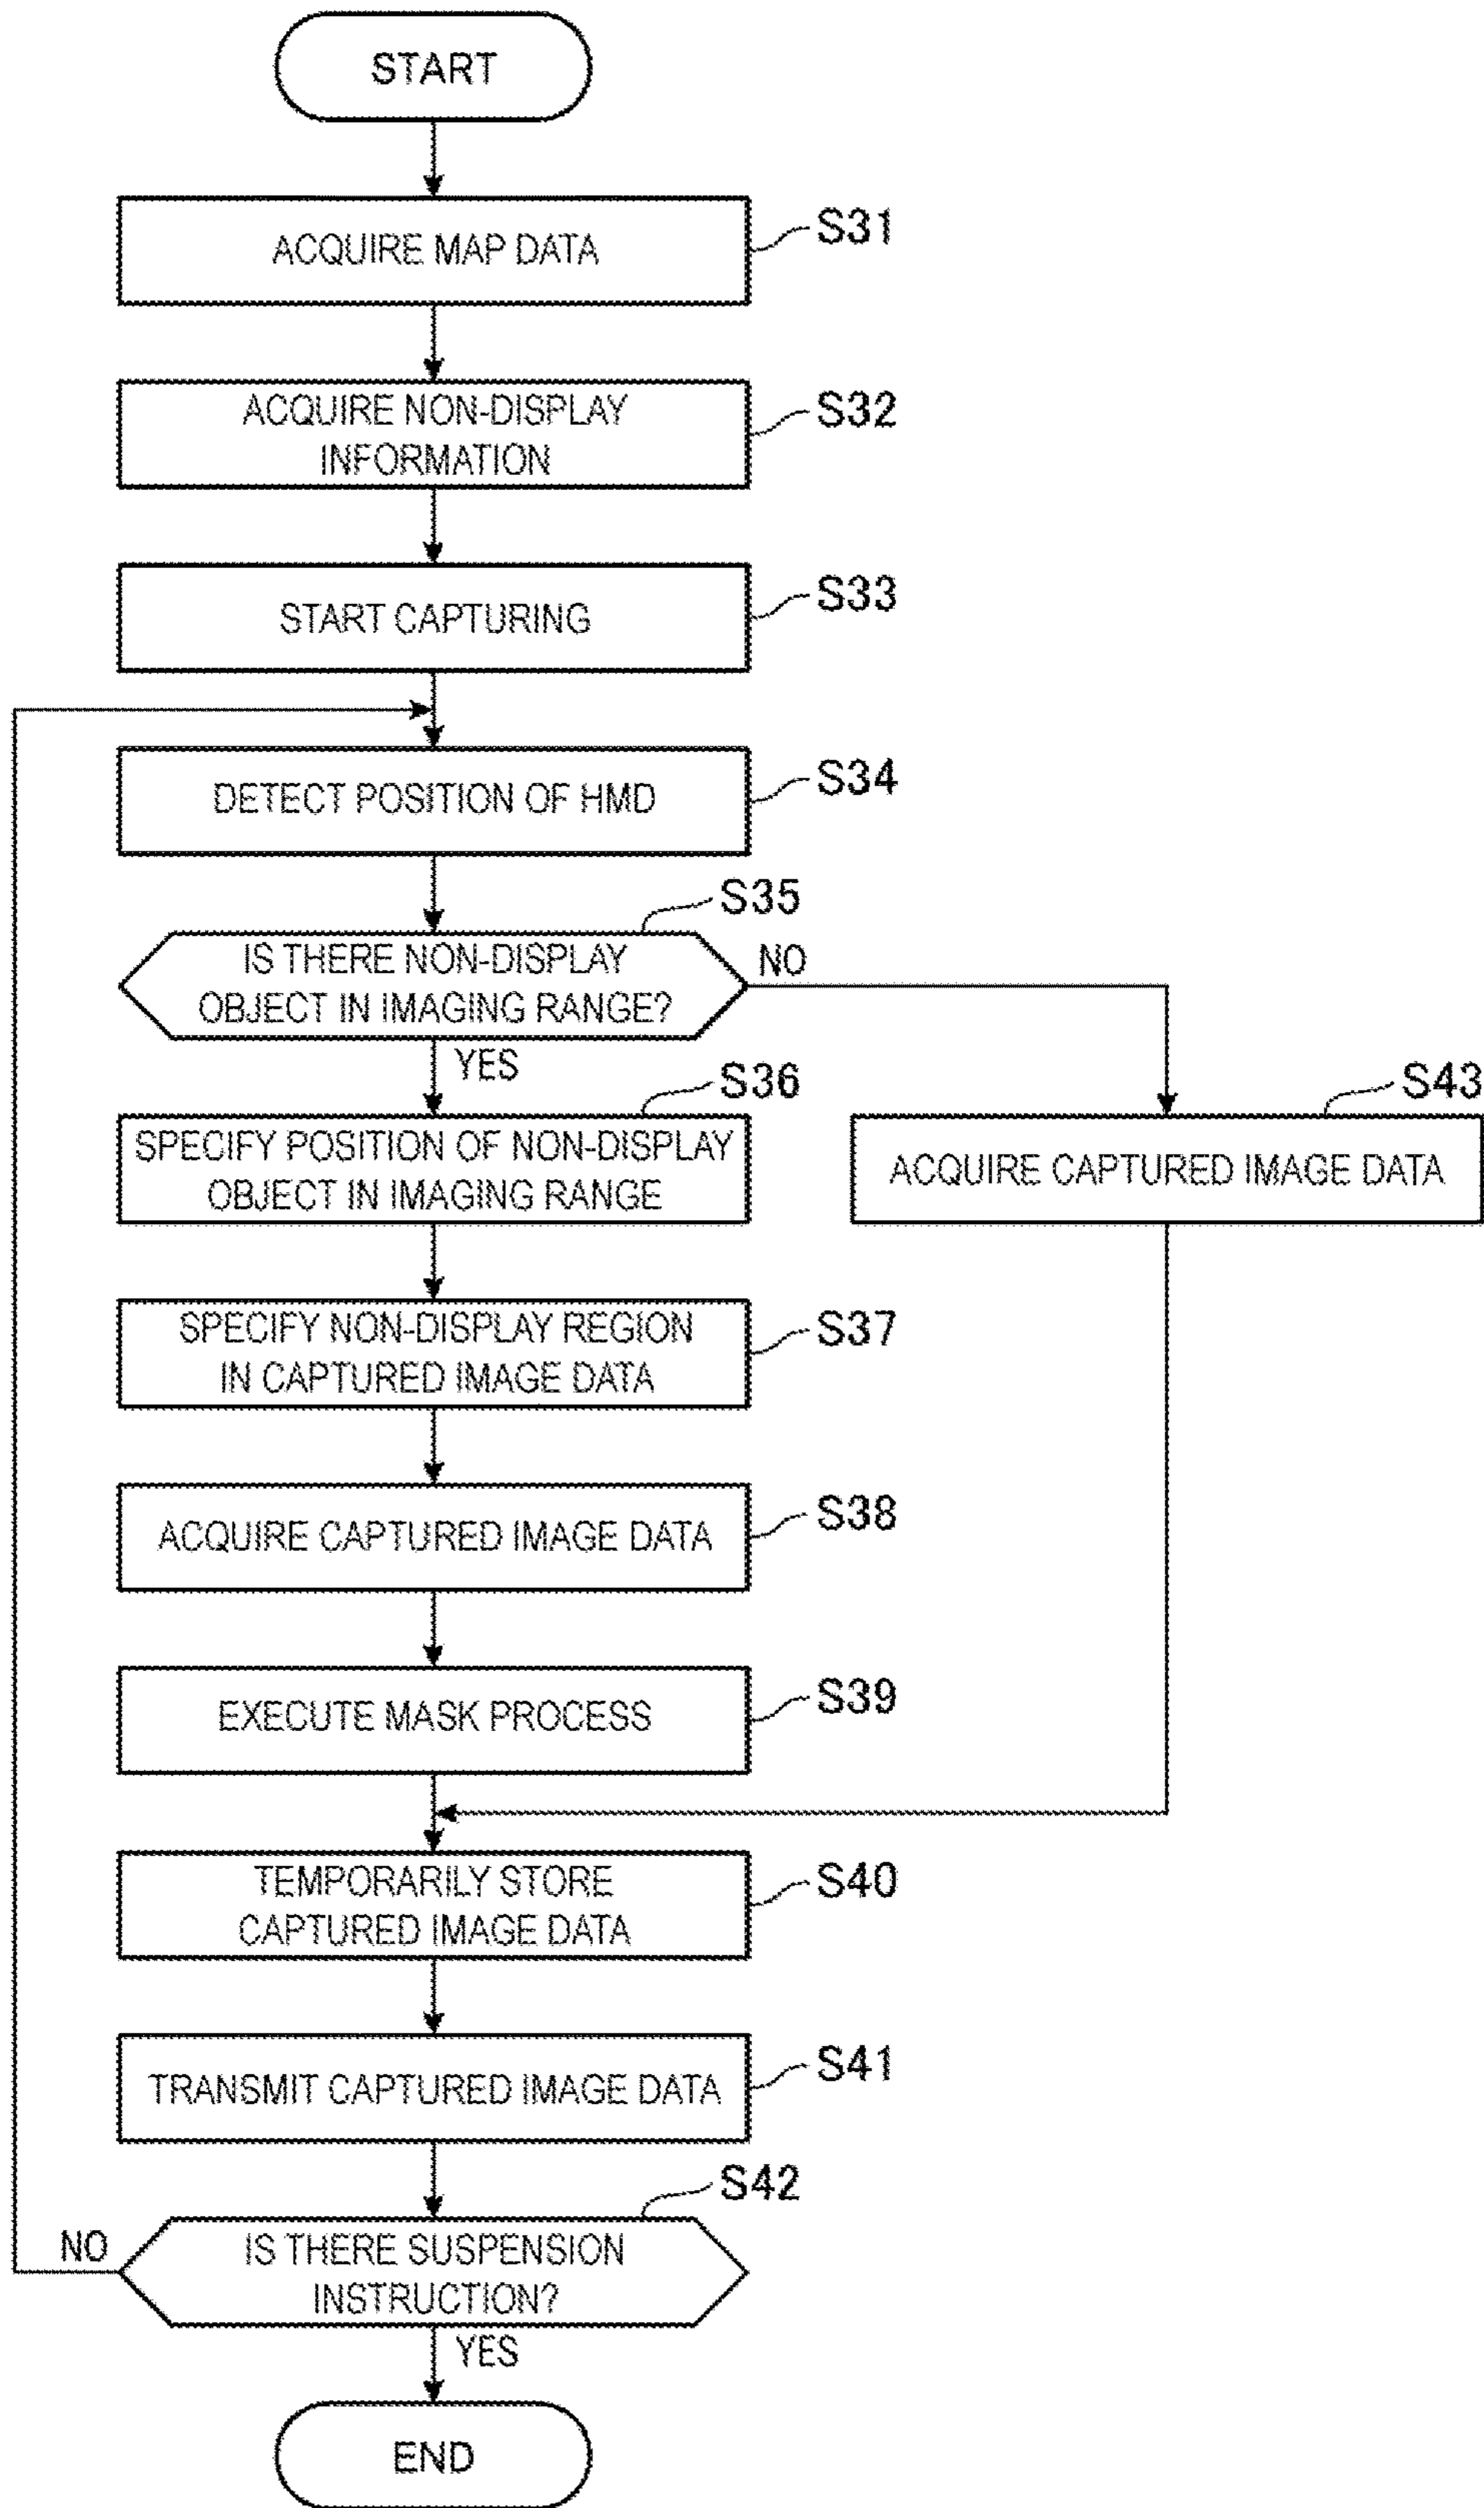 START
ACQUIRE MAP DATA
S31
ACQUIRE NON-DISPLAY
INFORMATION
S32
START CAPTURING
S33
DETECT POSITION OF HMD
S34
S35
IS THERE NON-DISPLAY
OBJECT IN IMAGING RANGE?
NO
YES
S36
SPECIFY POSITION OF NON-DISPLAY
OBJECT IN IMAGING RANGE
S43
ACQUIRE CAPTURED IMAGE DATA
SPECIFY NON-DISPLAY REGION
IN CAPTURED IMAGE DATA
S37
ACQUIRE CAPTURED IMAGE DATA
S38
EXECUTE MASK PROCESS
S39
TEMPORARILY STORE
CAPTURED IMAGE DATA
S40
TRANSMIT CAPTURED IMAGE DATA
S41
S42
IS THERE SUSPENSION
INSTRUCTION?
NO
YES
END